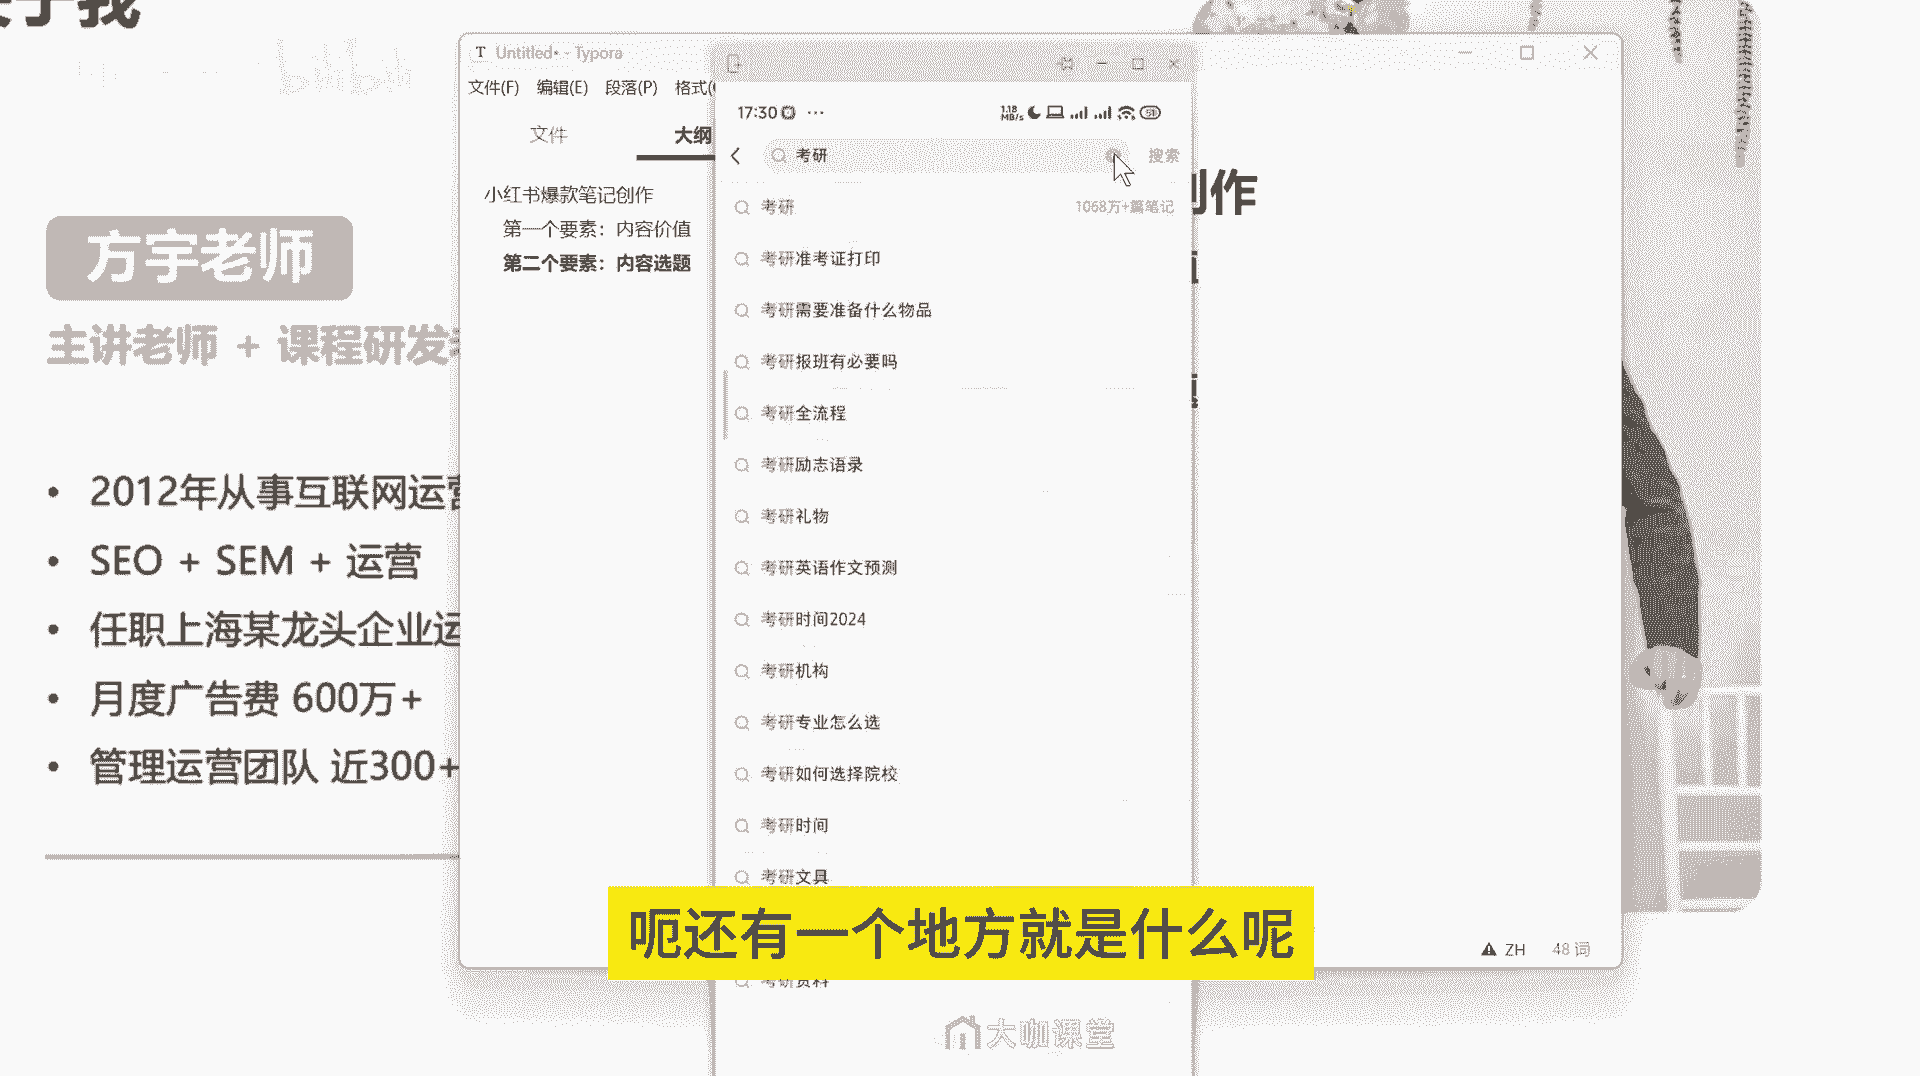 于我
bilibili
方宇老师
主讲老师 + 课程研发
• 2012年从事互联网运营
• SEO + SEM + 运营
• 任职上海某龙头企业运
• 月度广告费 600万+
• 管理运营团队 近300+
Untitled• - Typora
文件(F) 编辑(E) 段落(P) 格式(
文件 大纲
小红书爆款笔记创作
第一个要素：内容价值
第二个要素：内容选题
创作
17:30 ···
1.18 MB/s
考研 搜索
考研 1068万+篇笔记
考研准考证打印
考研需要准备什么物品
考研报班有必要吗
考研全流程
考研励志语录
考研礼物
考研英语作文预测
考研时间2024
考研机构
考研专业怎么选
考研如何选择院校
考研时间
考研文具
呃还有一个地方就是什么呢
考研资料
ZH 48 词
大咖课堂